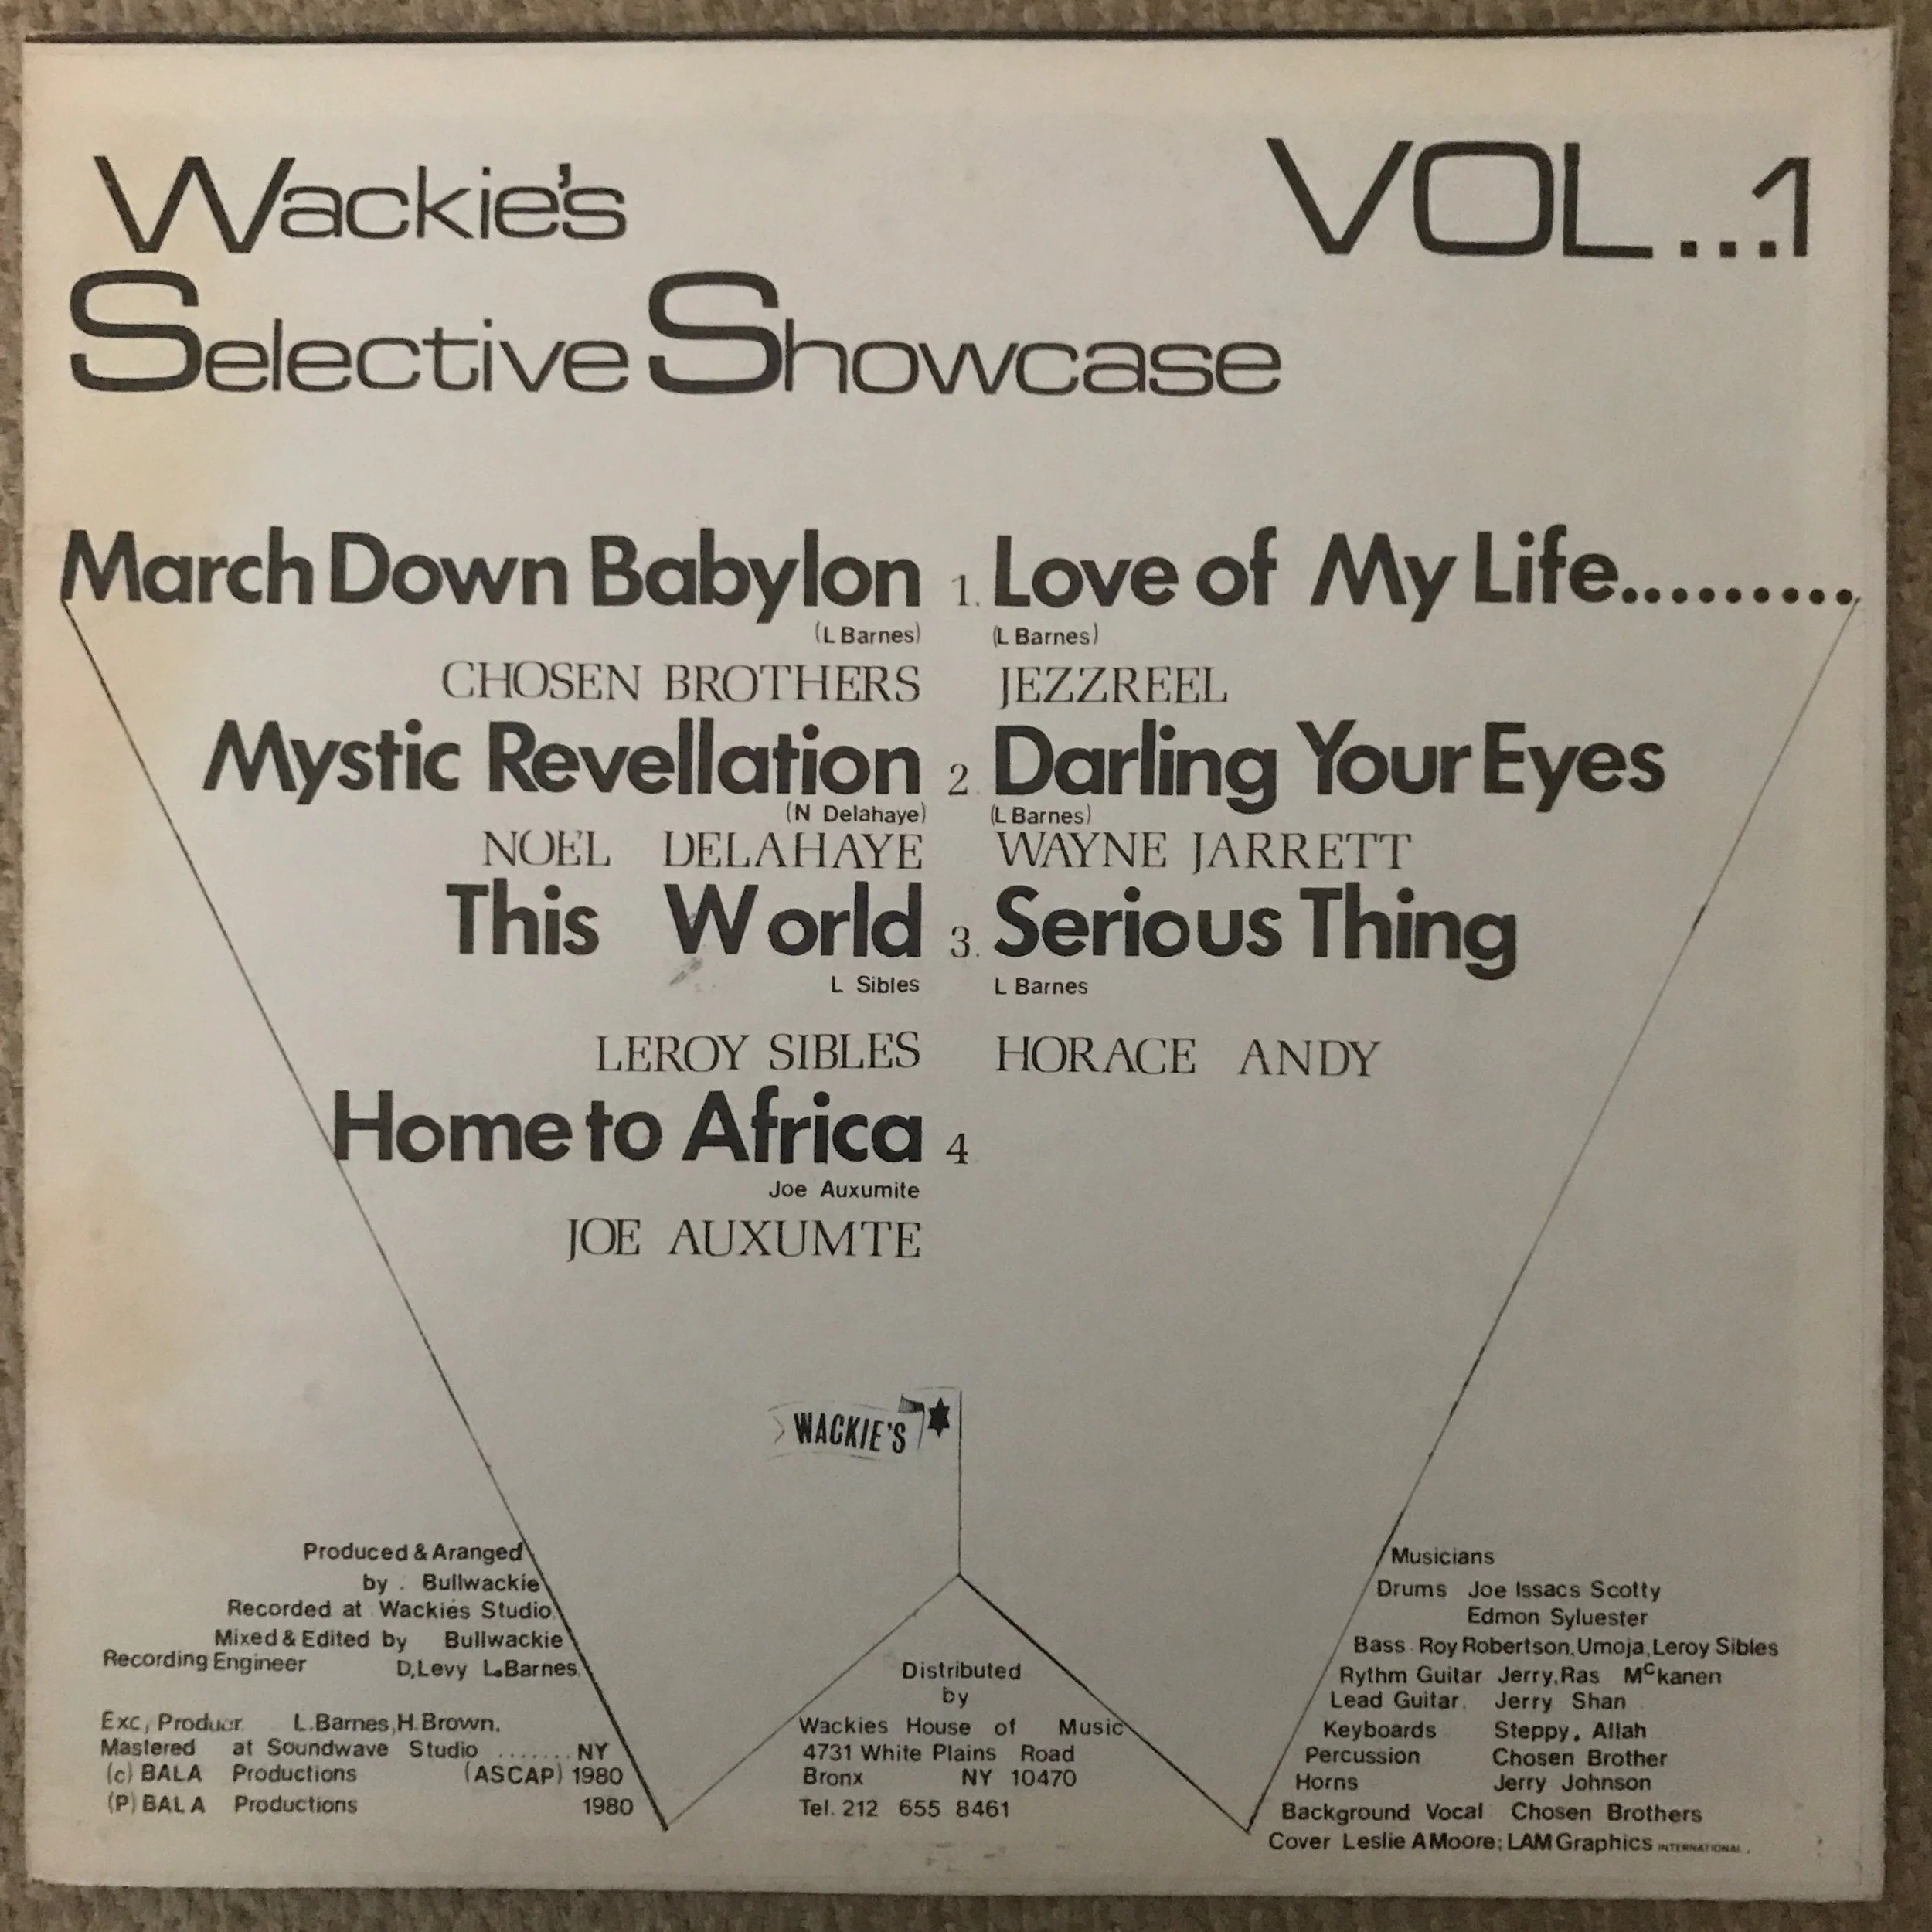 Wackie's
VOL...1
Selective Showcase
March Down Babylon 1. Love of My Life.........
(L Barnes) (L Barnes)
CHOSEN BROTHERS JEZZREEL
Mystic Revellation 2. Darling Your Eyes
(N Delahaye) (L Barnes)
NOEL DELAHAYE WAYNE JARRETT
This World 3. Serious Thing
L Sibles L Barnes
LEROY SIBLES HORACE ANDY
Home to Africa 4
Joe Auxumite
JOE AUXUMTE
WACKIE'S
Produced & Aranged
by . Bullwackie
Recorded at Wackies Studio
Mixed & Edited by Bullwackie
Recording Engineer D,Levy L.Barnes.
Exc, Producr L.Barnes,H.Brown.
Mastered at Soundwave Studio ....... NY
(c) BALA Productions (ASCAP) 1980
(P) BALA Productions 1980
Distributed
by
Wackies House of Music
4731 White Plains Road
Bronx NY 10470
Tel. 212 655 8461
Musicians
Drums Joe Issacs Scotty
Edmon Syluester
Bass Roy Robertson,Umoja,Leroy Sibles
Rythm Guitar Jerry,Ras Mckanen
Lead Guitar. Jerry Shan
Keyboards Steppy. Allah
Percussion Chosen Brother
Horns Jerry Johnson
Background Vocal Chosen Brothers
Cover Leslie A Moore; LAM Graphics INTERNATIONAL.